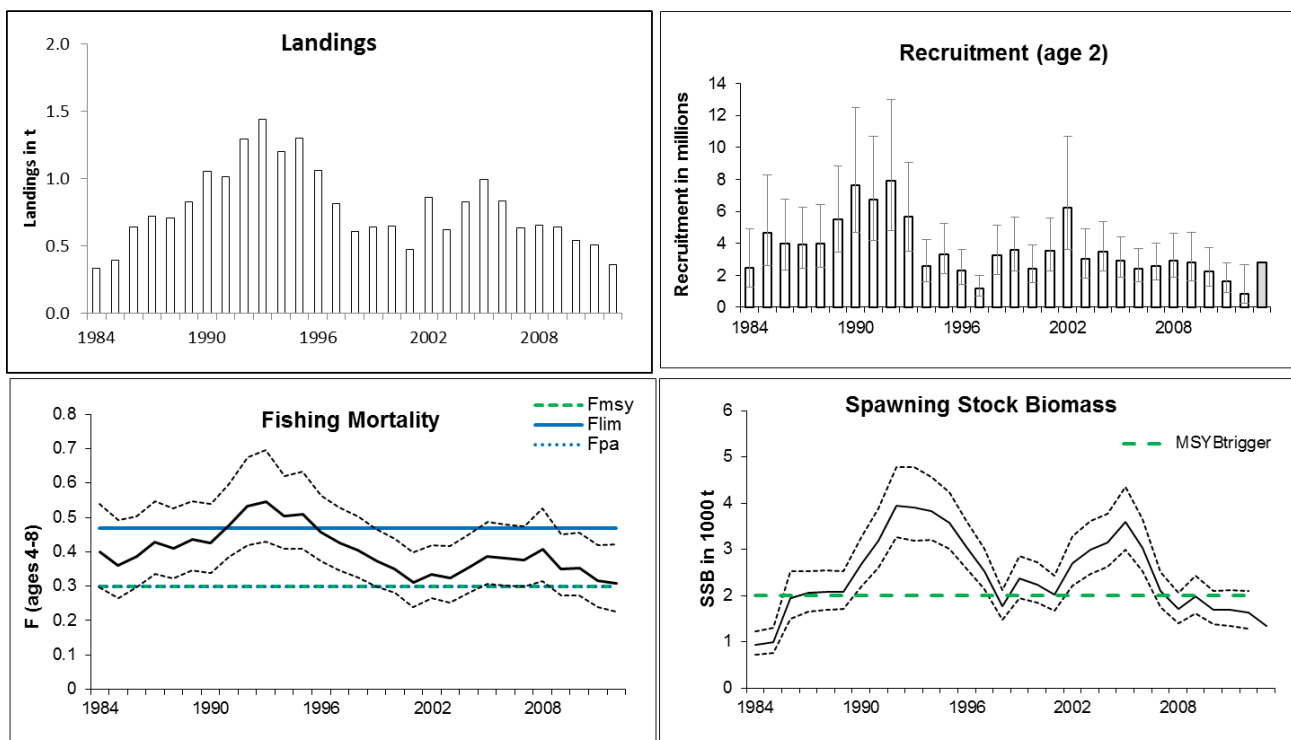 Landings
Landings in t
2.0
1.5
1.0
0.5
0.0
1984 1990 1996 2002 2008
Recruitment (age 2)
Recruitment in millions
14
12
10
8
6
4
2
0
1984 1990 1996 2002 2008
Fishing Mortality
Fmsy
Flim
Fpa
F (ages 4-8)
0.8
0.7
0.6
0.5
0.4
0.3
0.2
0.1
0
1984 1990 1996 2002 2008
Spawning Stock Biomass
MSYBtrigger
SSB in 1000 t
6
5
4
3
2
1
0
1984 1990 1996 2002 2008